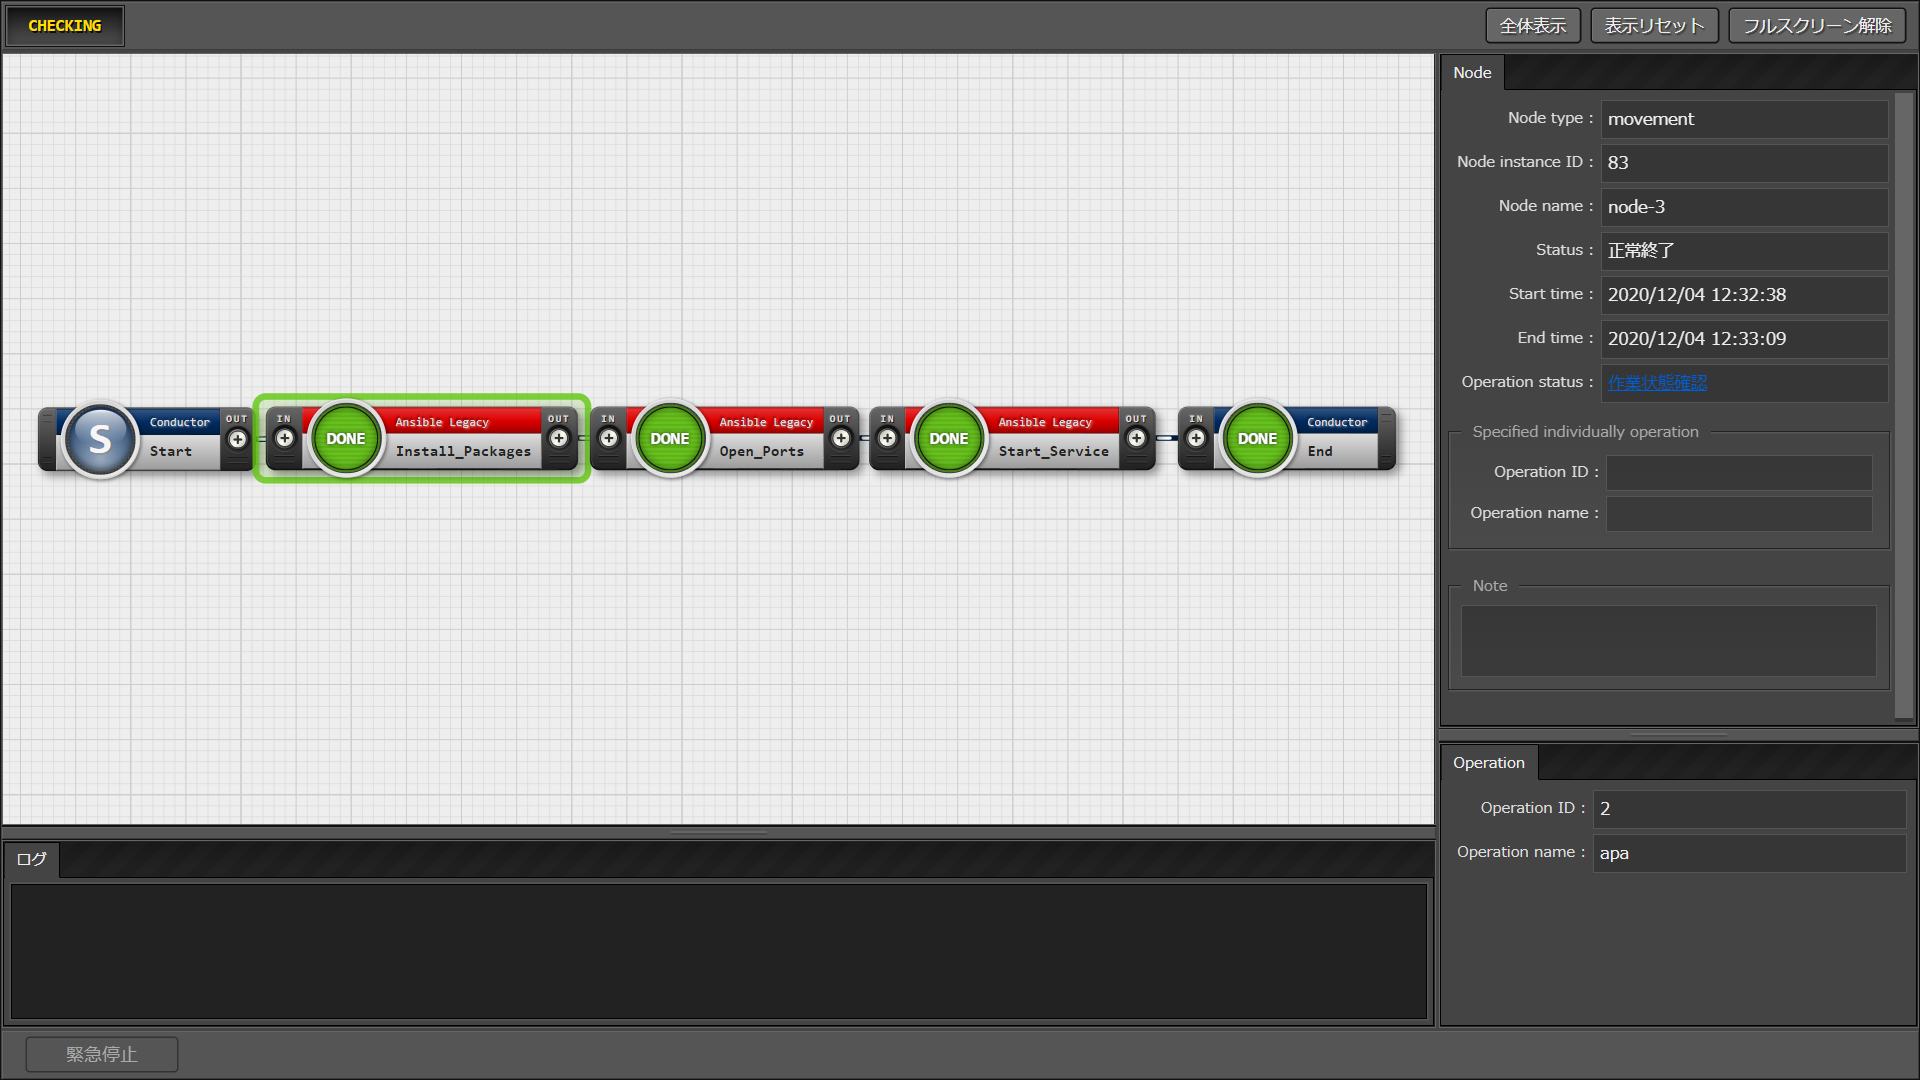 CHECKING
全体表示
表示リセット
フルスクリーン解除
S
Conductor
Start
OUT
IN
DONE
Ansible Legacy
Install_Packages
OUT
IN
DONE
Ansible Legacy
Open_Ports
OUT
IN
DONE
Ansible Legacy
Start_Service
OUT
IN
DONE
Conductor
End
ログ
緊急停止
Node
Node type : movement
Node instance ID : 83
Node name : node-3
Status : 正常終了
Start time : 2020/12/04 12:32:38
End time : 2020/12/04 12:33:09
Operation status : 作業状態確認
Specified individually operation
Operation ID :
Operation name :
Note
Operation
Operation ID : 2
Operation name : apa